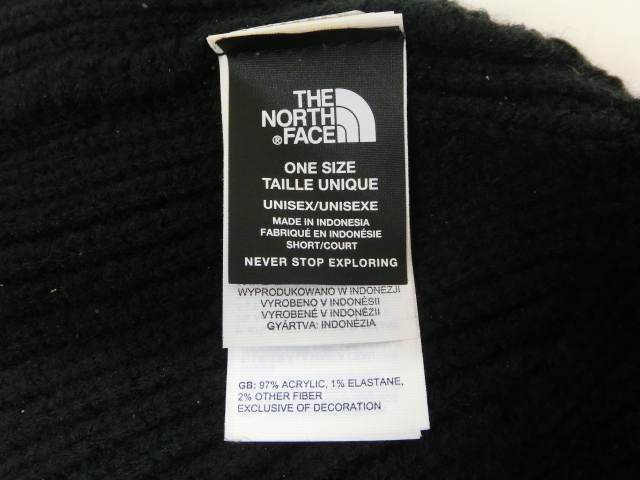 THE
NORTH
®FACE
ONE SIZE
TAILLE UNIQUE
UNISEX/UNISEXE
MADE IN INDONESIA
FABRIQUÉ EN INDONÉSIE
SHORT/COURT
NEVER STOP EXPLORING
WYPRODUKOWANO W INDONEZJI
VYROBENO V INDONÉSII
VYROBENÉ V INDONÉZII
GYÁRTVA: INDONÉZIA
GB: 97% ACRYLIC, 1% ELASTANE,
2% OTHER FIBER
EXCLUSIVE OF DECORATION